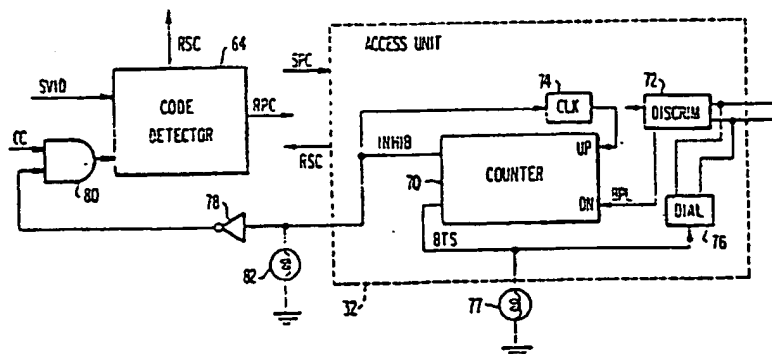 RSC
64
SPC
ACCESS UNIT
SVID
CODE
DETECTOR
RPC
74
CLK
72
DISCRIM
CC
RSC
INHIB
UP
70
COUNTER
80
78
DN
BPL
DIAL
76
BTS
82
32
77